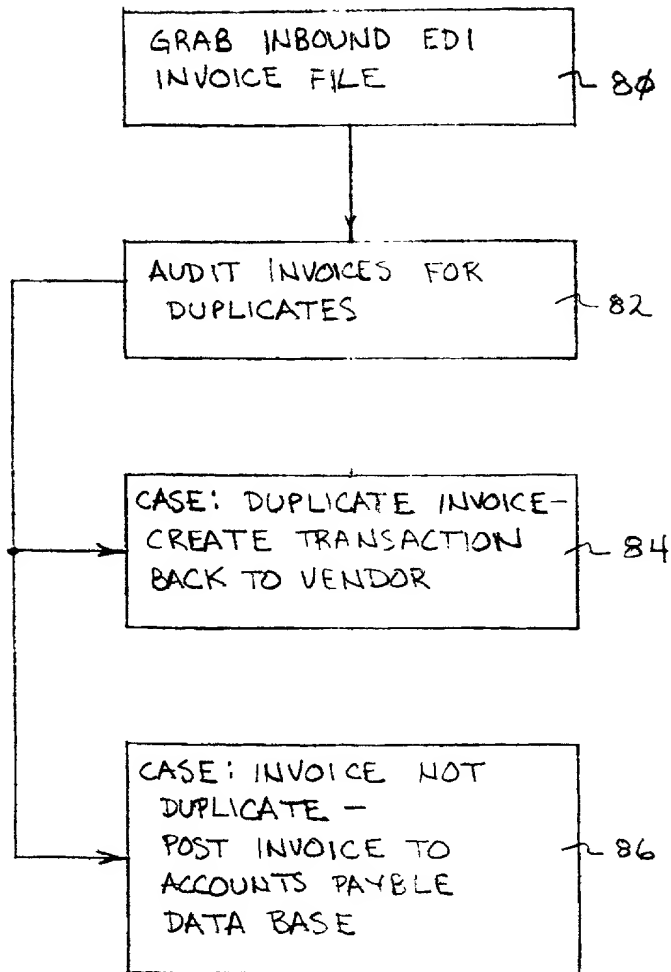 GRAB INBOUND EDI
INVOICE FILE
80
AUDIT INVOICES FOR
DUPLICATES
82
CASE: DUPLICATE INVOICE-
CREATE TRANSACTION
BACK TO VENDOR
84
CASE: INVOICE NOT
DUPLICATE -
POST INVOICE TO
ACCOUNTS PAYBLE
DATA BASE
86